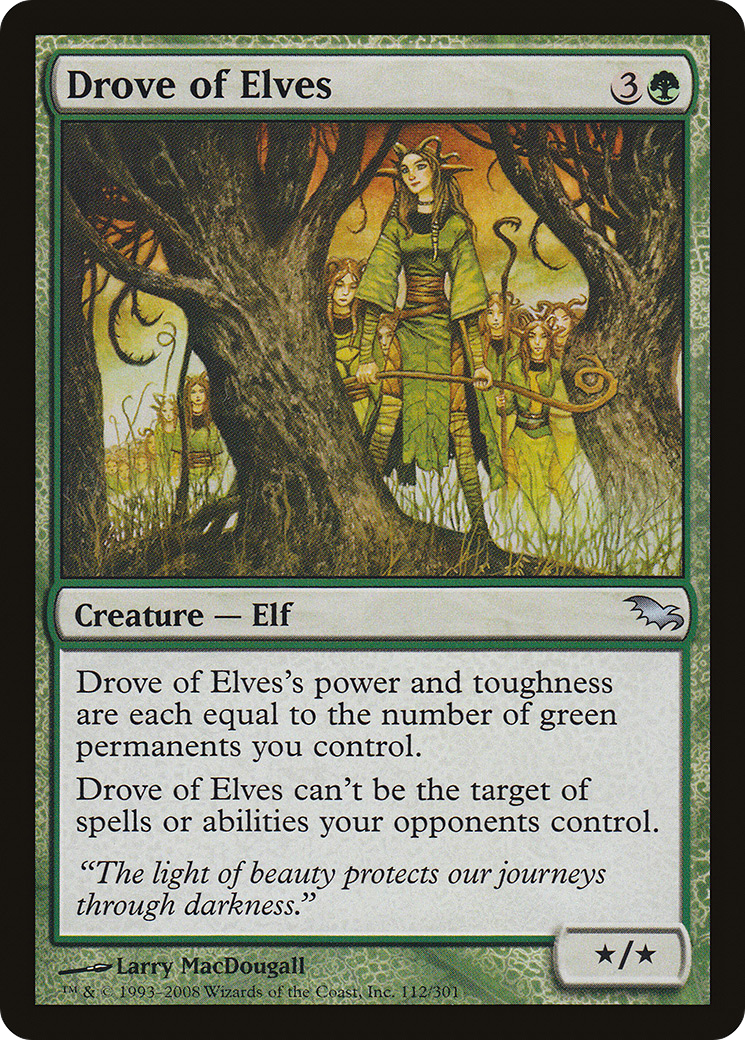 Drove of Elves 3
Creature — Elf
Drove of Elves's power and toughness
are each equal to the number of green
permanents you control.
Drove of Elves can't be the target of
spells or abilities your opponents control.
“The light of beauty protects our journeys
through darkness.”
★/★
Larry MacDougall
™ & © 1993–2008 Wizards of the Coast, Inc. 112/301